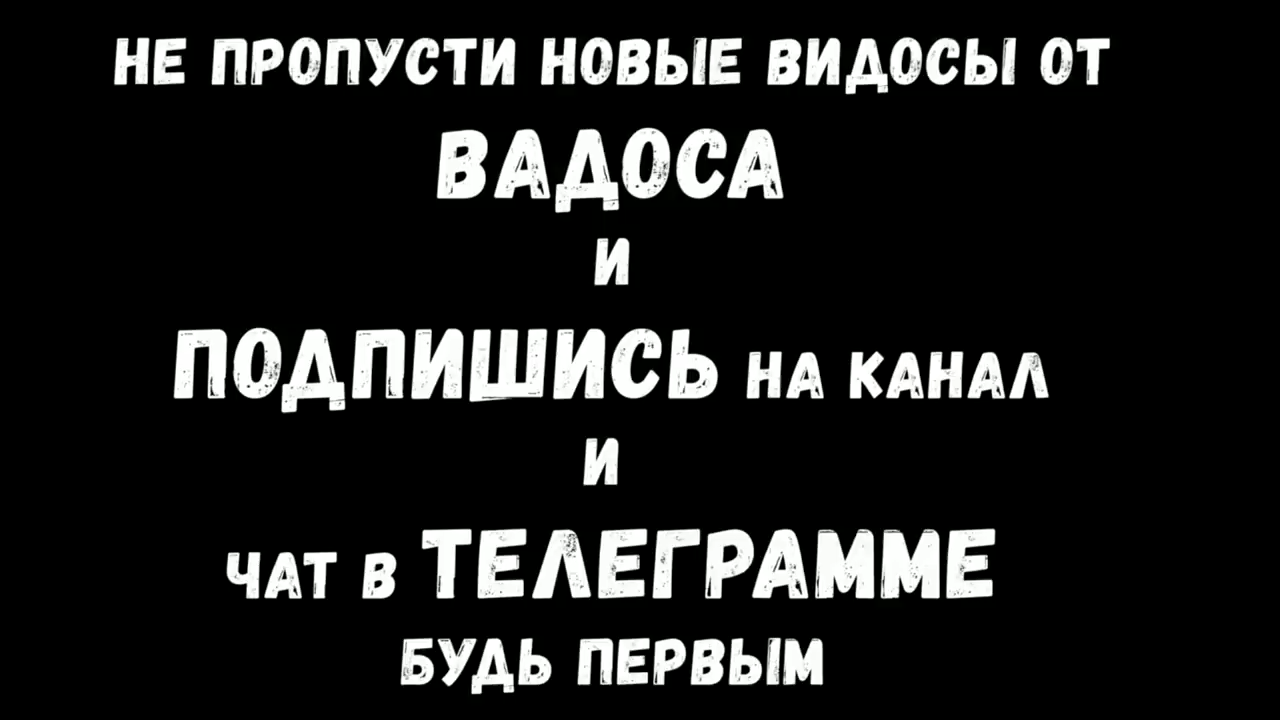 НЕ ПРОПУСТИ НОВЫЕ ВИДОСЫ ОТ
ВАДОСА
И
ПОДПИШИСЬ НА КАНАЛ
И
ЧАТ В ТЕЛЕГРАММЕ
БУДЬ ПЕРВЫМ